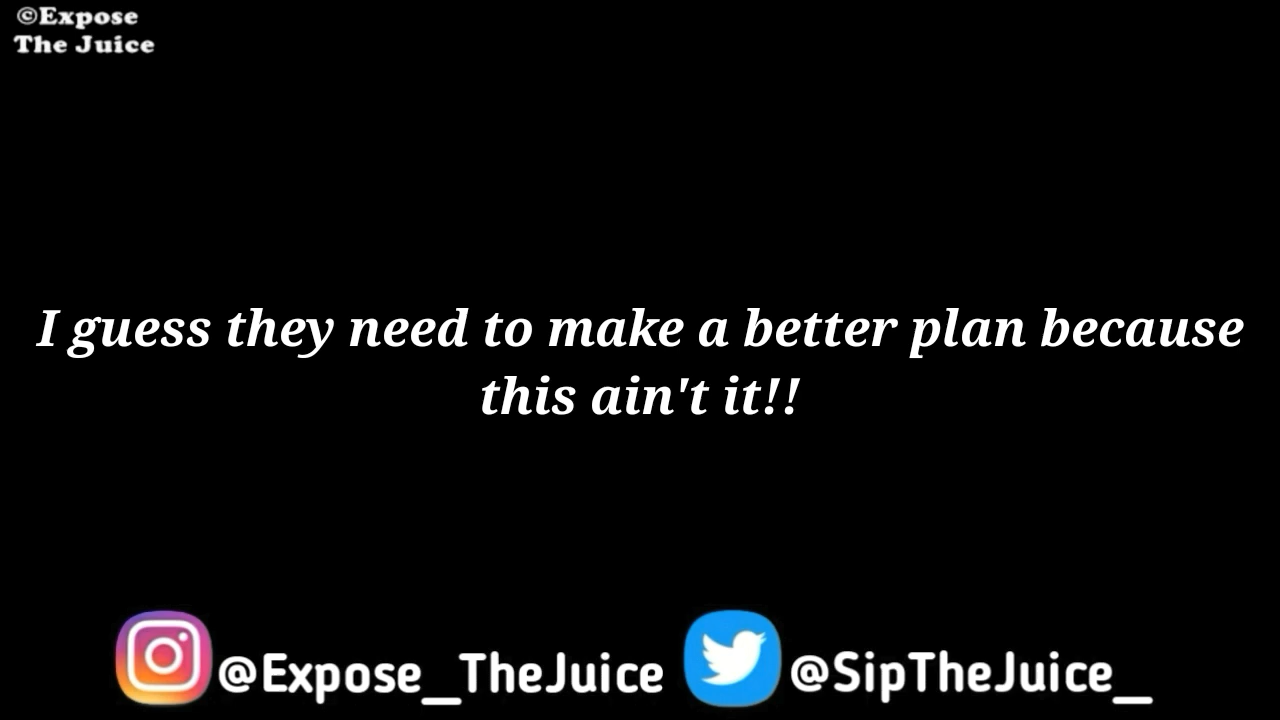 ©Expose
The Juice
I guess they need to make a better plan because
this ain't it!!
@Expose_TheJuice @SipTheJuice_